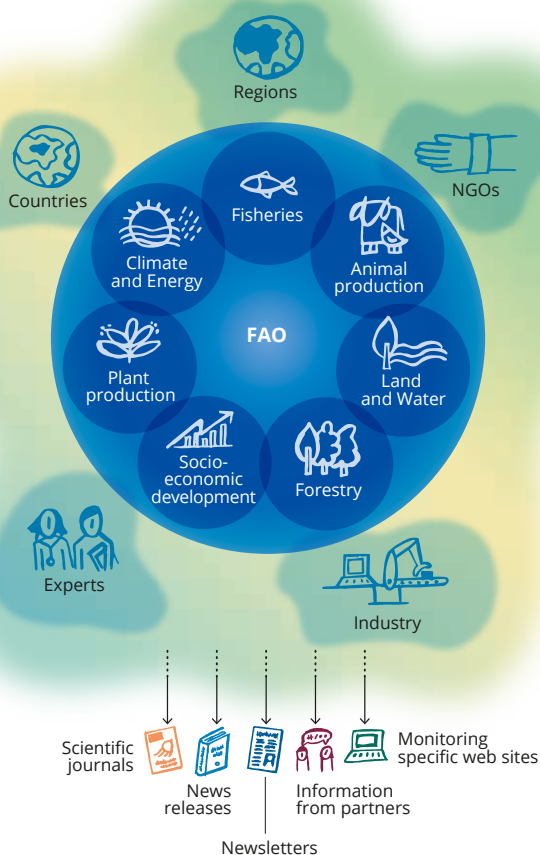 Regions
Countries
NGOs
Fisheries
Climate
and Energy
Animal
production
FAO
Plant
production
Land
and Water
Socio-
economic
development
Forestry
Experts
Industry
Scientific
journals
News
releases
Newsletters
Information
from partners
Monitoring
specific web sites